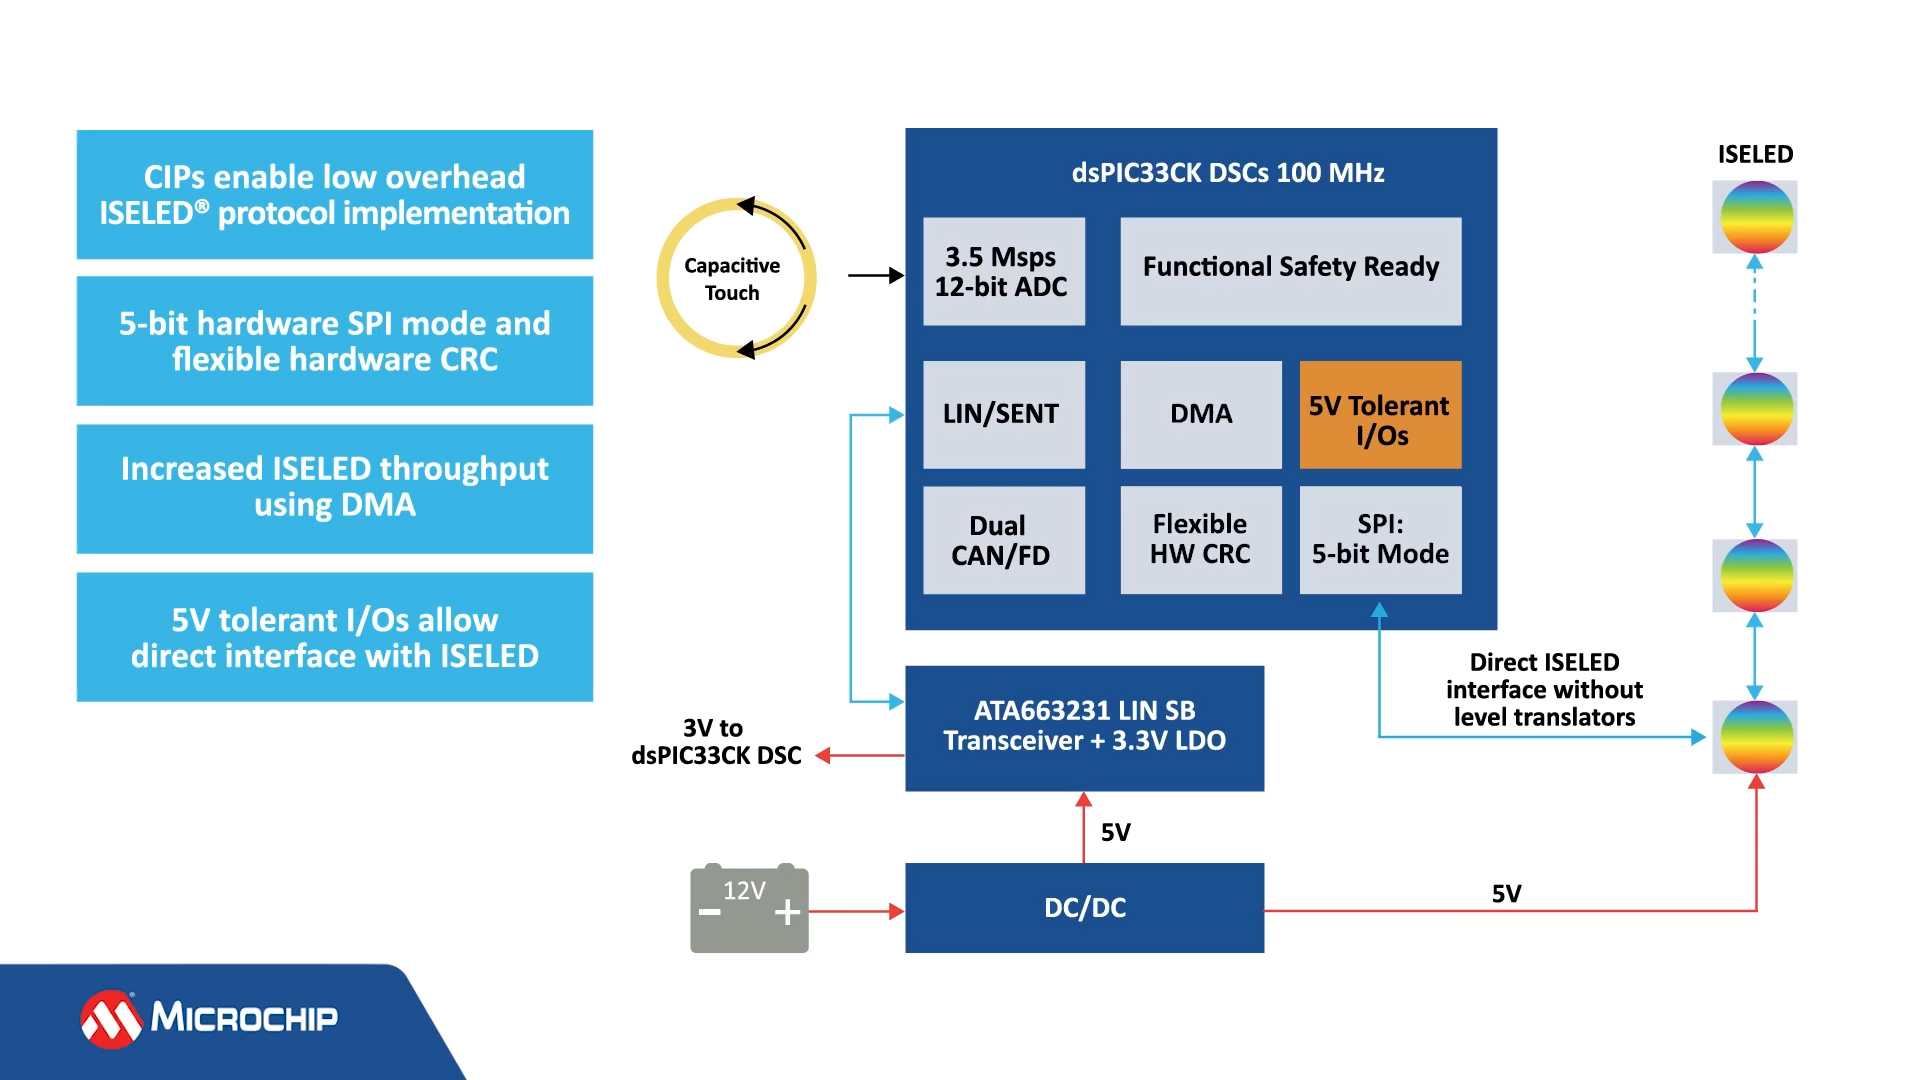 CIPs enable low overhead
ISELED® protocol implementation
5-bit hardware SPI mode and
flexible hardware CRC
Increased ISELED throughput
using DMA
5V tolerant I/Os allow
direct interface with ISELED
Capacitive
Touch
dsPIC33CK DSCs 100 MHz
3.5 Msps
12-bit ADC
Functional Safety Ready
LIN/SENT
DMA
5V Tolerant
I/Os
Dual
CAN/FD
Flexible
HW CRC
SPI:
5-bit Mode
ISELED
Direct ISELED
interface without
level translators
ATA663231 LIN SB
Transceiver + 3.3V LDO
3V to
dsPIC33CK DSC
5V
12V
− +
DC/DC
5V
MICROCHIP